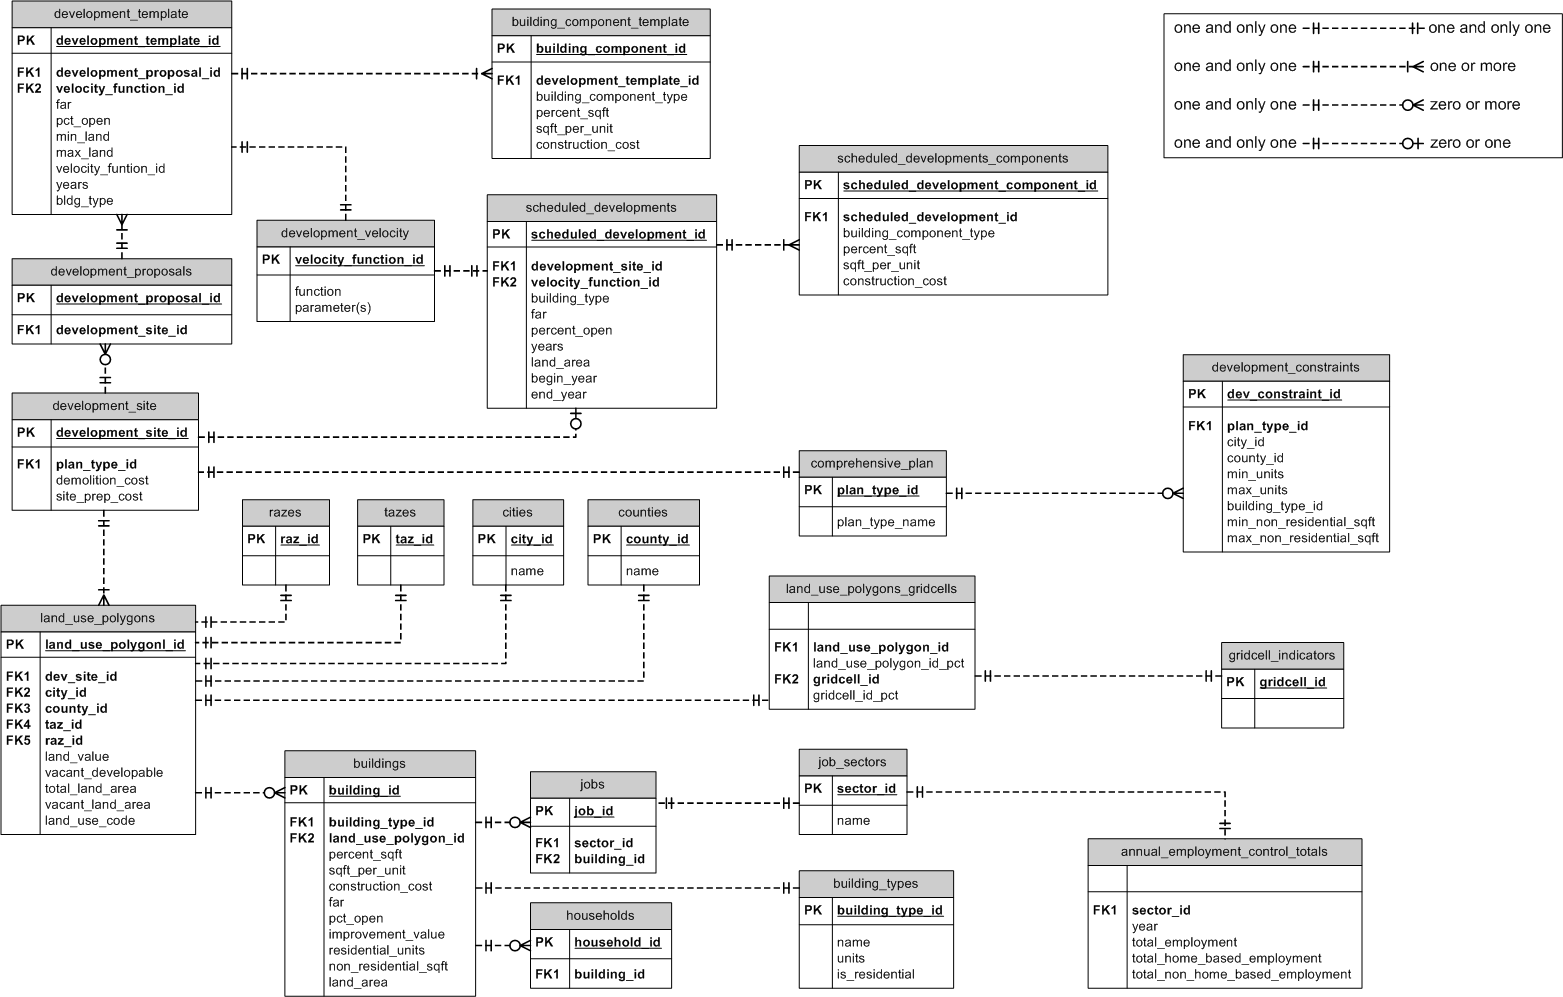 development_template
PK development_template_id
FK1 development_proposal_id
FK2 velocity_function_id
far
pct_open
min_land
max_land
velocity_funtion_id
years
bldg_type
building_component_template
PK building_component_id
FK1 development_template_id
building_component_type
percent_sqft
sqft_per_unit
construction_cost
one and only one one and only one
one and only one one or more
one and only one zero or more
one and only one zero or one
scheduled_developments_components
PK scheduled_development_component_id
FK1 scheduled_development_id
building_component_type
percent_sqft
sqft_per_unit
construction_cost
development_velocity
PK velocity_function_id
function
parameter(s)
scheduled_developments
PK scheduled_development_id
FK1 development_site_id
FK2 velocity_function_id
building_type
far
percent_open
years
land_area
begin_year
end_year
development_proposals
PK development_proposal_id
FK1 development_site_id
development_site
PK development_site_id
FK1 plan_type_id
demolition_cost
site_prep_cost
comprehensive_plan
PK plan_type_id
plan_type_name
development_constraints
PK dev_constraint_id
FK1 plan_type_id
city_id
county_id
min_units
max_units
building_type_id
min_non_residential_sqft
max_non_residential_sqft
razes
PK raz_id
tazes
PK taz_id
cities
PK city_id
name
counties
PK county_id
name
land_use_polygons
PK land_use_polygonl_id
FK1 dev_site_id
FK2 city_id
FK3 county_id
FK4 taz_id
FK5 raz_id
land_value
vacant_developable
total_land_area
vacant_land_area
land_use_code
land_use_polygons_gridcells
FK1 land_use_polygon_id
land_use_polygon_id_pct
FK2 gridcell_id
gridcell_id_pct
gridcell_indicators
PK gridcell_id
buildings
PK building_id
FK1 building_type_id
FK2 land_use_polygon_id
percent_sqft
sqft_per_unit
construction_cost
far
pct_open
improvement_value
residential_units
non_residential_sqft
land_area
jobs
PK job_id
FK1 sector_id
FK2 building_id
households
PK household_id
FK1 building_id
job_sectors
PK sector_id
name
building_types
PK building_type_id
name
units
is_residential
annual_employment_control_totals
FK1 sector_id
year
total_employment
total_home_based_employment
total_non_home_based_employment